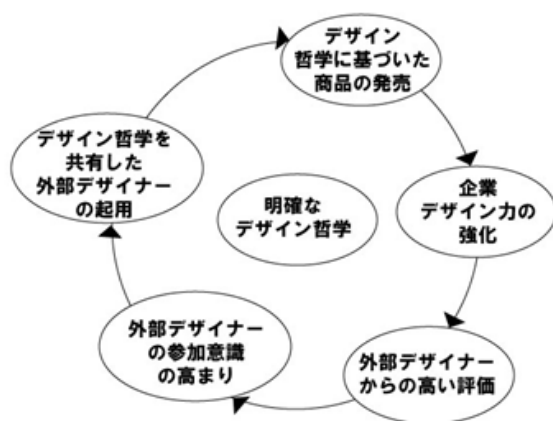 デザイン
哲学に基づいた
商品の発売
企業
デザイン力の
強化
外部デザイナー
からの高い評価
外部デザイナー
の参加意識
の高まり
デザイン哲学を
共有した
外部デザイナー
の起用
明確な
デザイン哲学